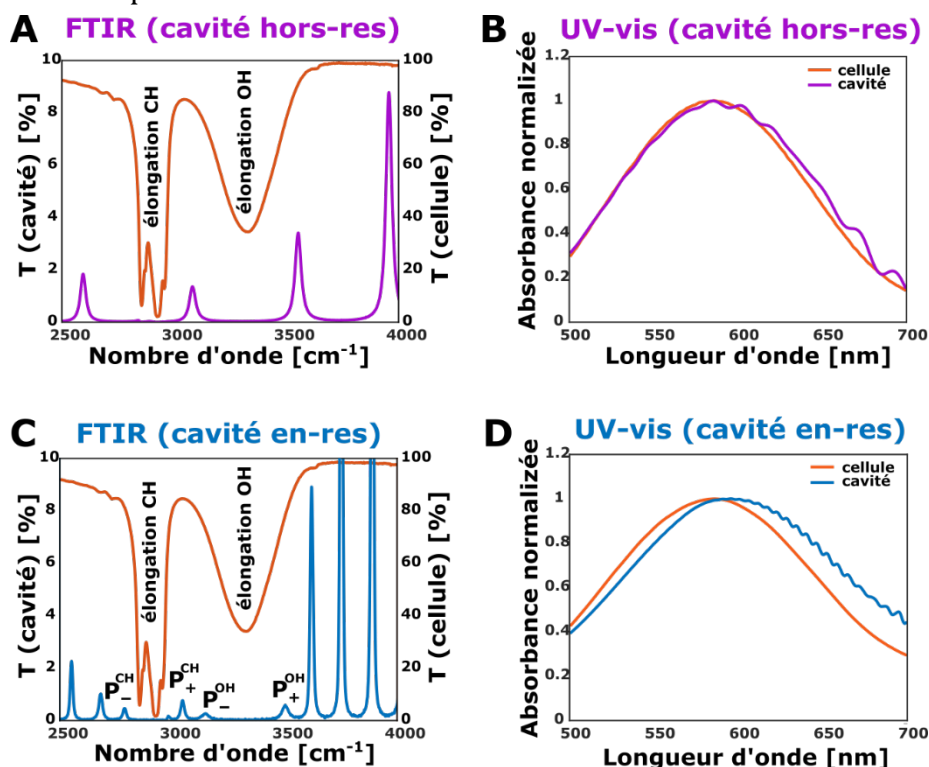 A FTIR (cavité hors-res)
T (cavité) [%]
10
8
6
4
2
0
élongation CH
élongation OH
100
80
60
40
20
0
T (cellule) [%]
2500 3000 3500 4000
Nombre d'onde [cm⁻¹]
B UV-vis (cavité hors-res)
Absorbance normalizée
1.2
1
0.8
0.6
0.4
0.2
0
cellule
cavité
500 550 600 650 700
Longueur d'onde [nm]
C FTIR (cavité en-res)
T (cavité) [%]
10
8
6
4
2
0
élongation CH
élongation OH
P₋^CH
P₊^CH
P₋^OH
P₊^OH
100
80
60
40
20
0
T (cellule) [%]
2500 3000 3500 4000
Nombre d'onde [cm⁻¹]
D UV-vis (cavité en-res)
Absorbance normalizée
1.2
1
0.8
0.6
0.4
0.2
0
cellule
cavité
500 550 600 650 700
Longueur d'onde [nm]